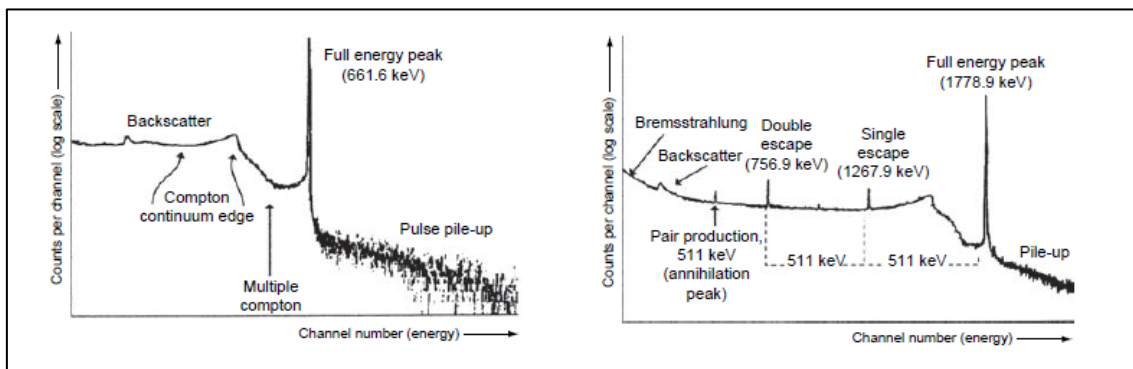 Counts per channel (log scale)
Full energy peak
(661.6 keV)
Backscatter
Compton
continuum edge
Multiple
compton
Pulse pile-up
Channel number (energy)
Counts per channel (log scale)
Full energy peak
(1778.9 keV)
Bremsstrahlung
Backscatter
Double
escape
(756.9 keV)
Single
escape
(1267.9 keV)
Pair production,
511 keV
(annihilation
peak)
511 keV
511 keV
Pile-up
Channel number (energy)